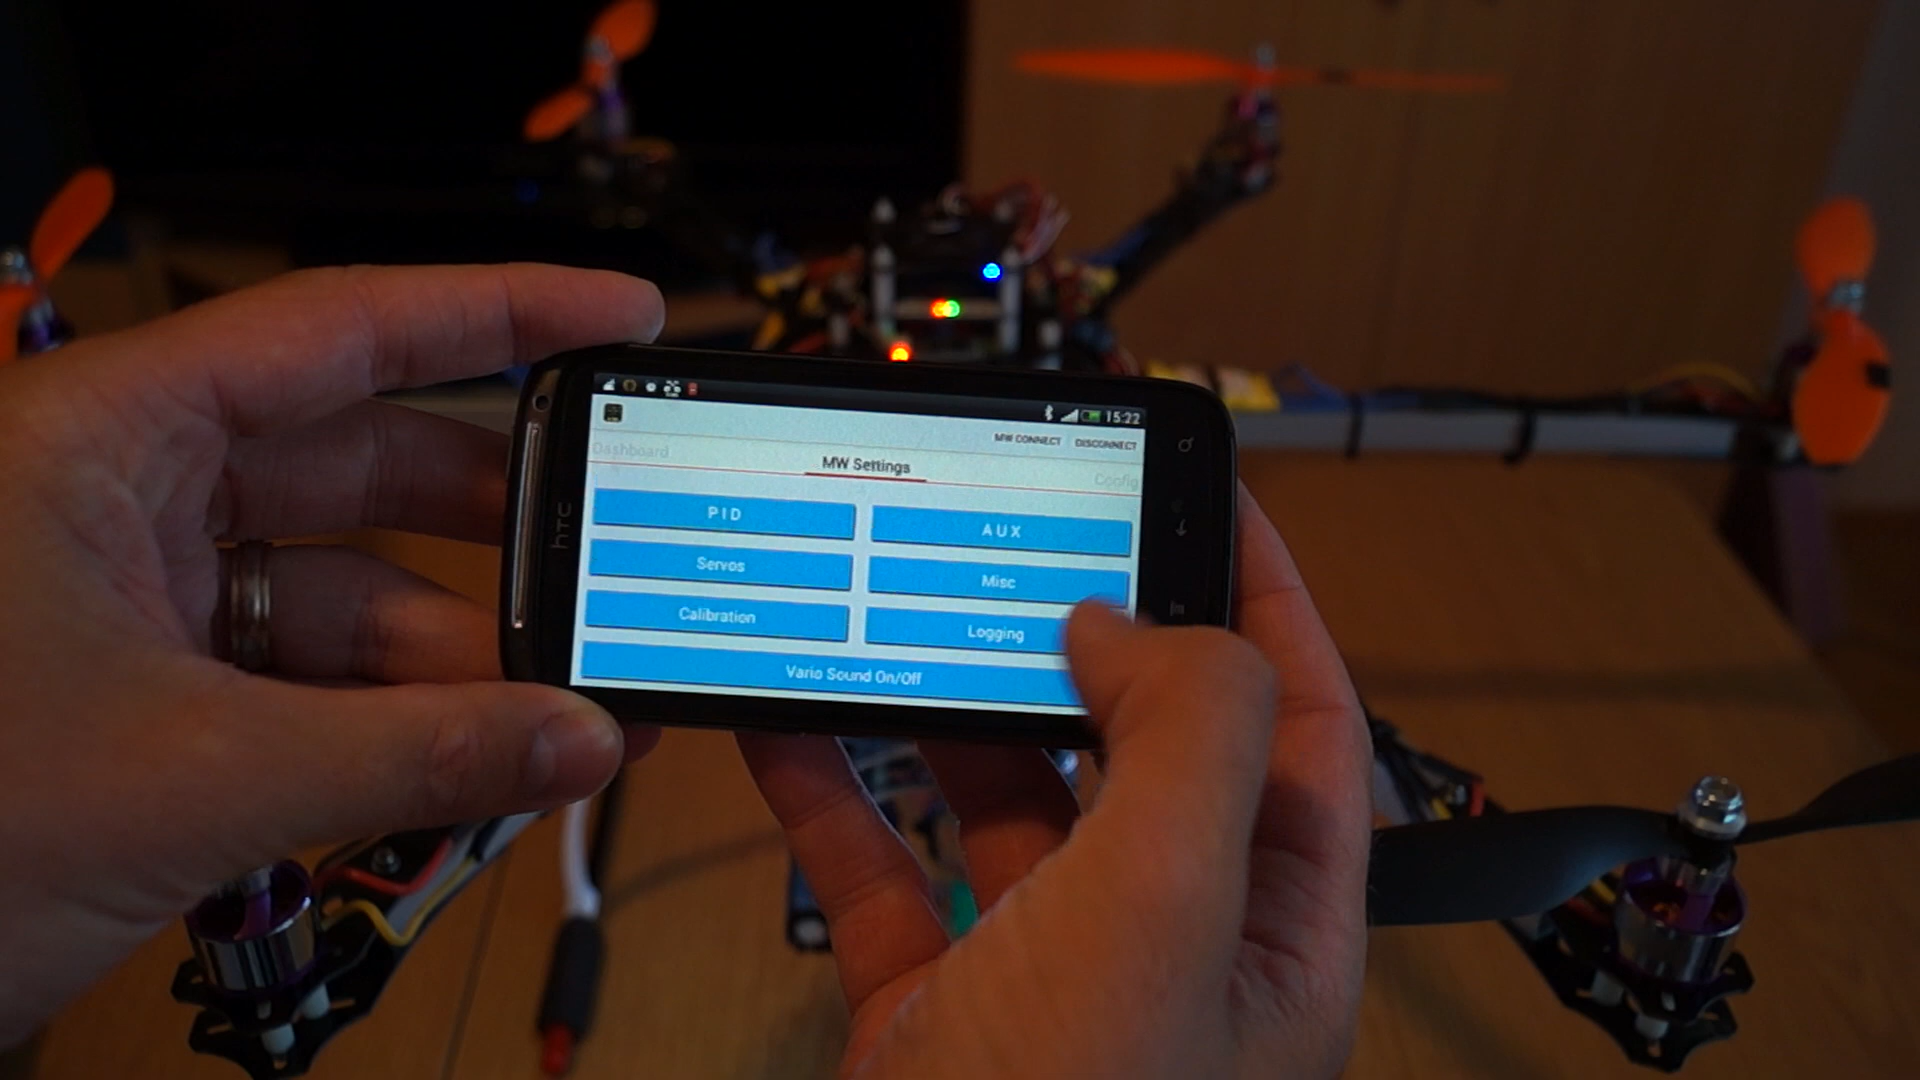 15:22
MW CONNECT DISCONNECT
Dashboard MW Settings Config
PID AUX
Servos Misc
Calibration Logging
Vario Sound On/Off
hTC